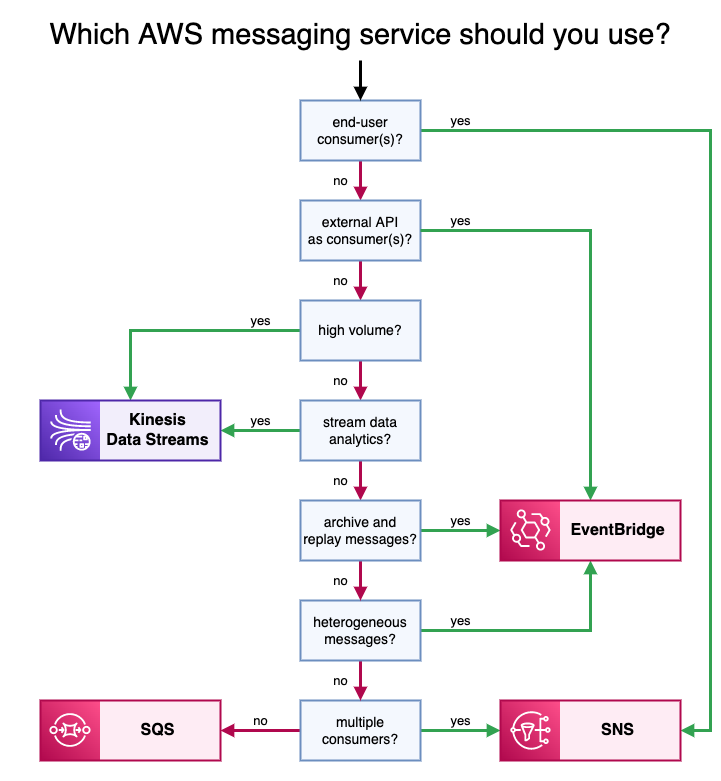 Which AWS messaging service should you use?
end-user
consumer(s)?
yes
no
external API
as consumer(s)?
yes
no
high volume?
yes
no
Kinesis
Data Streams
yes
stream data
analytics?
no
archive and
replay messages?
yes
EventBridge
no
heterogeneous
messages?
yes
no
SQS
no
multiple
consumers?
yes
SNS